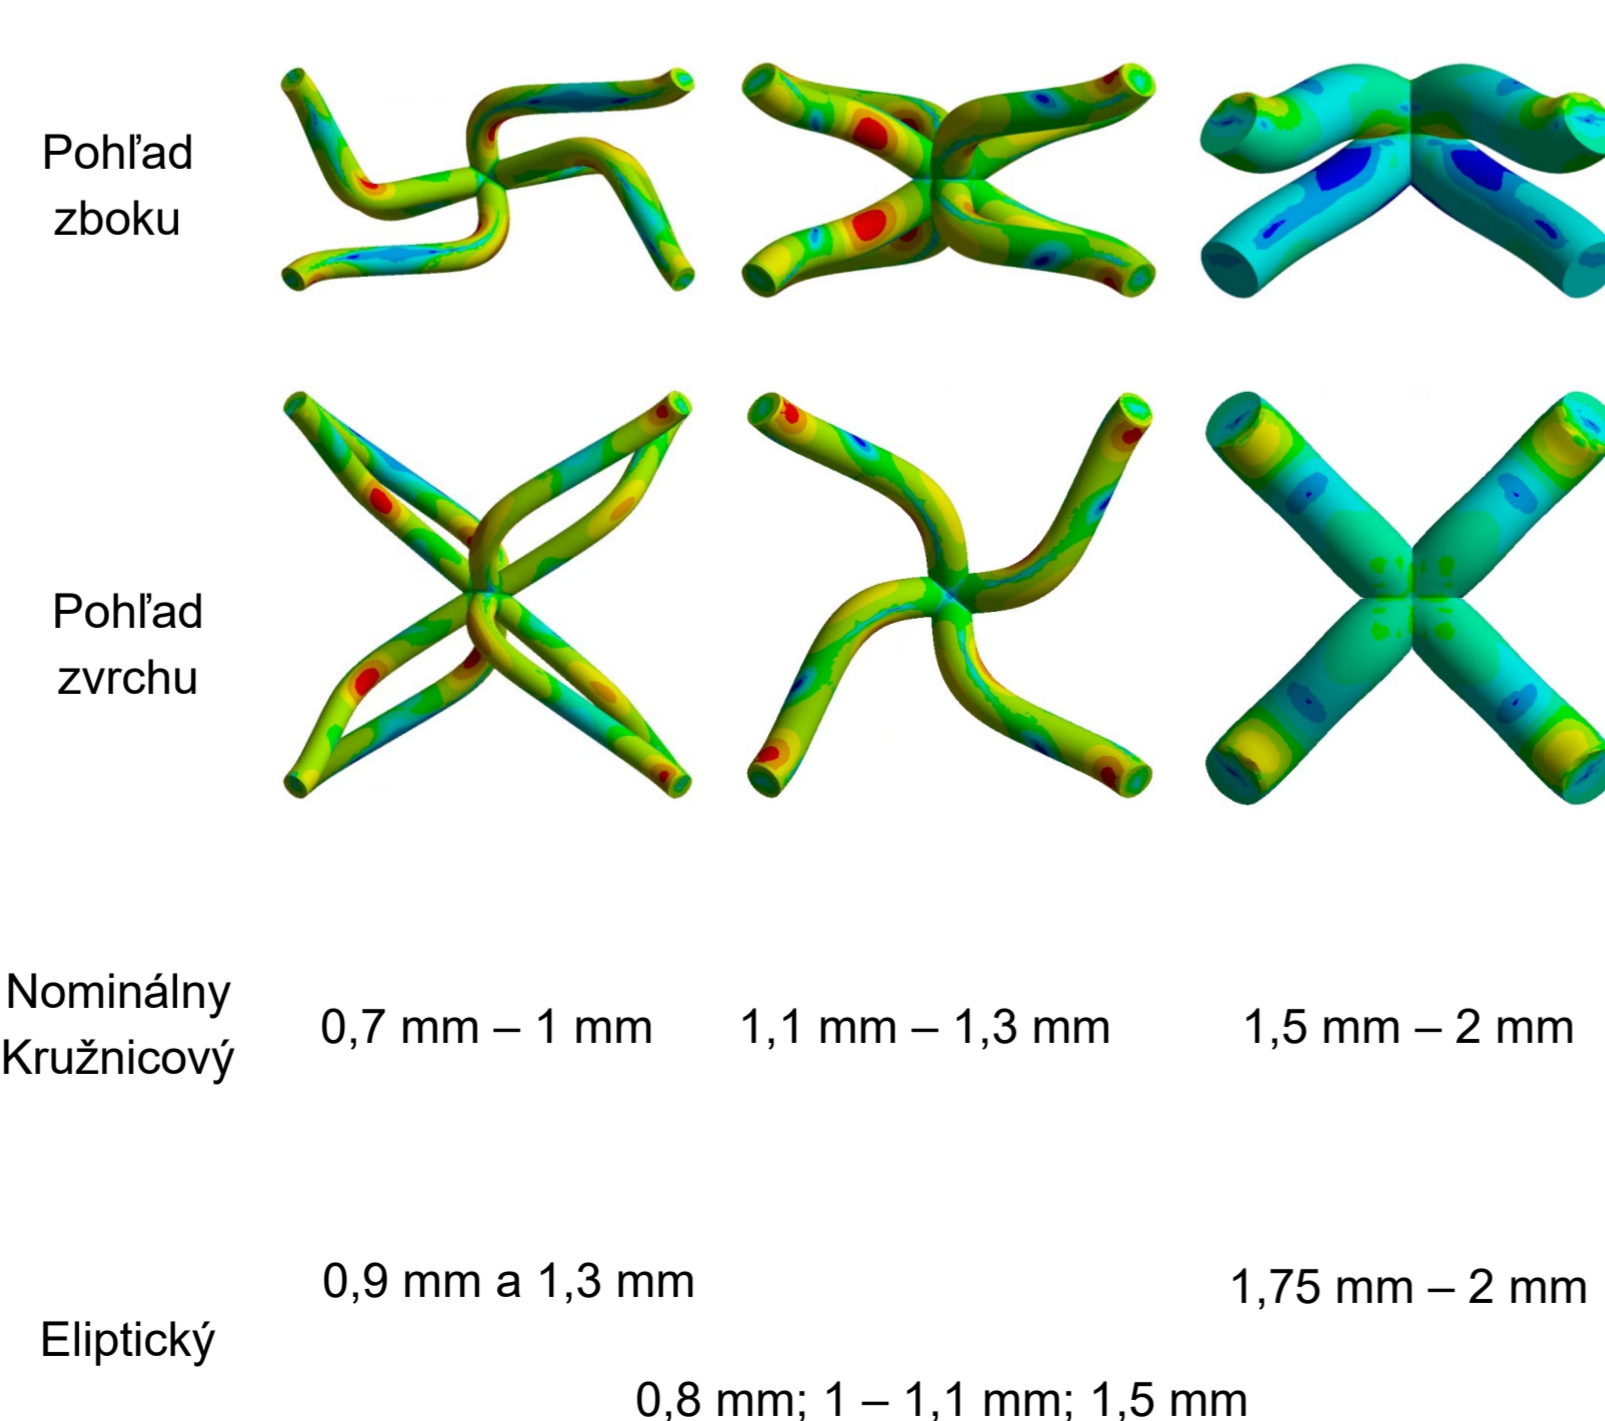 Pohľad
zboku
Pohľad
zvrchu
Nominálny
Kružnicový
0,7 mm – 1 mm
1,1 mm – 1,3 mm
1,5 mm – 2 mm
Eliptický
0,9 mm a 1,3 mm
1,75 mm – 2 mm
0,8 mm; 1 – 1,1 mm; 1,5 mm